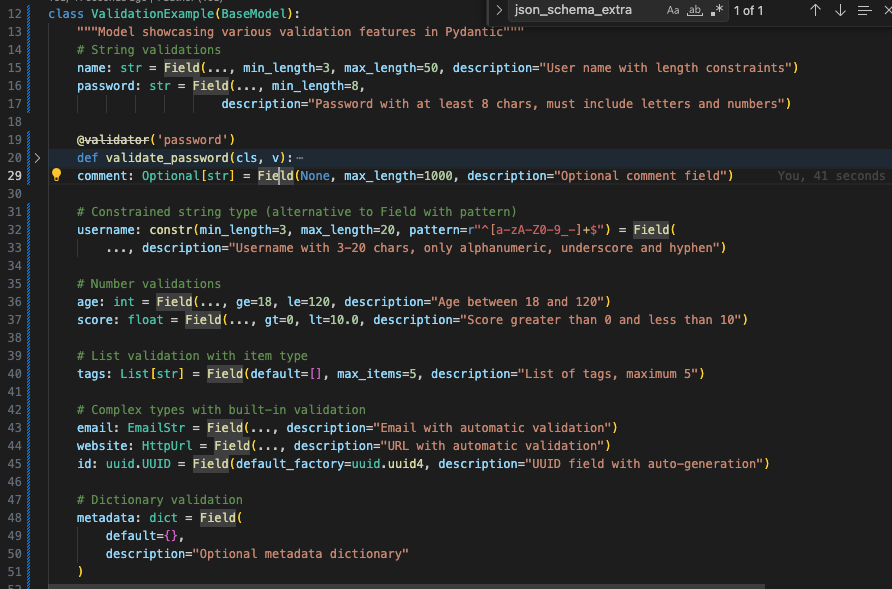 json_schema_extra Aa ab .* 1 of 1
12 class ValidationExample(BaseModel):
13 """Model showcasing various validation features in Pydantic"""
14 # String validations
15 name: str = Field(..., min_length=3, max_length=50, description="User name with length constraints")
16 password: str = Field(..., min_length=8,
17 description="Password with at least 8 chars, must include letters and numbers")
18
19 @validator('password')
20 def validate_password(cls, v):…
29 comment: Optional[str] = Field(None, max_length=1000, description="Optional comment field") You, 41 seconds
30
31 # Constrained string type (alternative to Field with pattern)
32 username: constr(min_length=3, max_length=20, pattern=r"^[a-zA-Z0-9_-]+$") = Field(
33 ..., description="Username with 3-20 chars, only alphanumeric, underscore and hyphen")
34
35 # Number validations
36 age: int = Field(..., ge=18, le=120, description="Age between 18 and 120")
37 score: float = Field(..., gt=0, lt=10.0, description="Score greater than 0 and less than 10")
38
39 # List validation with item type
40 tags: List[str] = Field(default=[], max_items=5, description="List of tags, maximum 5")
41
42 # Complex types with built-in validation
43 email: EmailStr = Field(..., description="Email with automatic validation")
44 website: HttpUrl = Field(..., description="URL with automatic validation")
45 id: uuid.UUID = Field(default_factory=uuid.uuid4, description="UUID field with auto-generation")
46
47 # Dictionary validation
48 metadata: dict = Field(
49 default={},
50 description="Optional metadata dictionary"
51 )
52